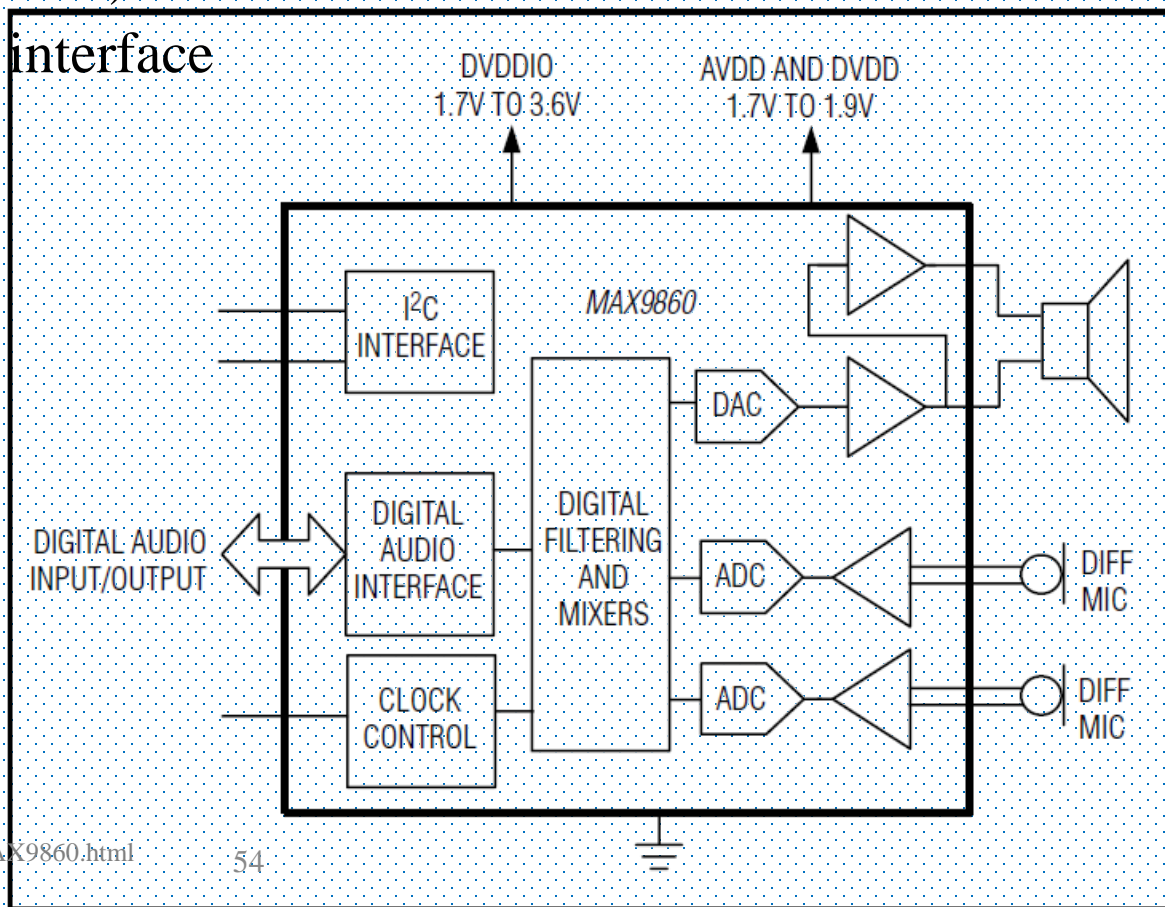 interface
DVDDIO
1.7V TO 3.6V
AVDD AND DVDD
1.7V TO 1.9V
I²C
INTERFACE
MAX9860
DAC
DIGITAL AUDIO
INPUT/OUTPUT
DIGITAL
AUDIO
INTERFACE
DIGITAL
FILTERING
AND
MIXERS
ADC
DIFF
MIC
CLOCK
CONTROL
ADC
DIFF
MIC
X9860.html
54